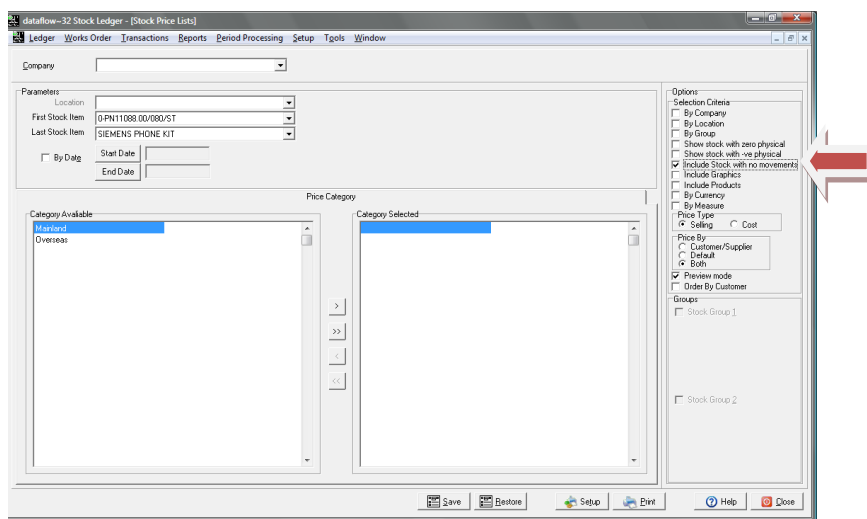 dataflow~32 Stock Ledger - [Stock Price Lists]
Ledger Works Order Transactions Reports Period Processing Setup Tools Window
Company
Parameters
Location
First Stock Item 0-PN11088.00/080/ST
Last Stock Item SIEMENS PHONE KIT
By Date Start Date
End Date
Price Category
Category Avaliable
Mainland
Overseas
Category Selected
>
>>
<
<<
Options
Selection Criteria
By Company
By Location
By Group
Show stock with zero physical
Show stock with -ve physical
Include Stock with no movements
Include Graphics
Include Products
By Currency
By Measure
Price Type
Selling Cost
Price By
Customer/Supplier
Default
Both
Preview mode
Order By Customer
Groups
Stock Group 1
Stock Group 2
Save Restore Setup Print Help Close